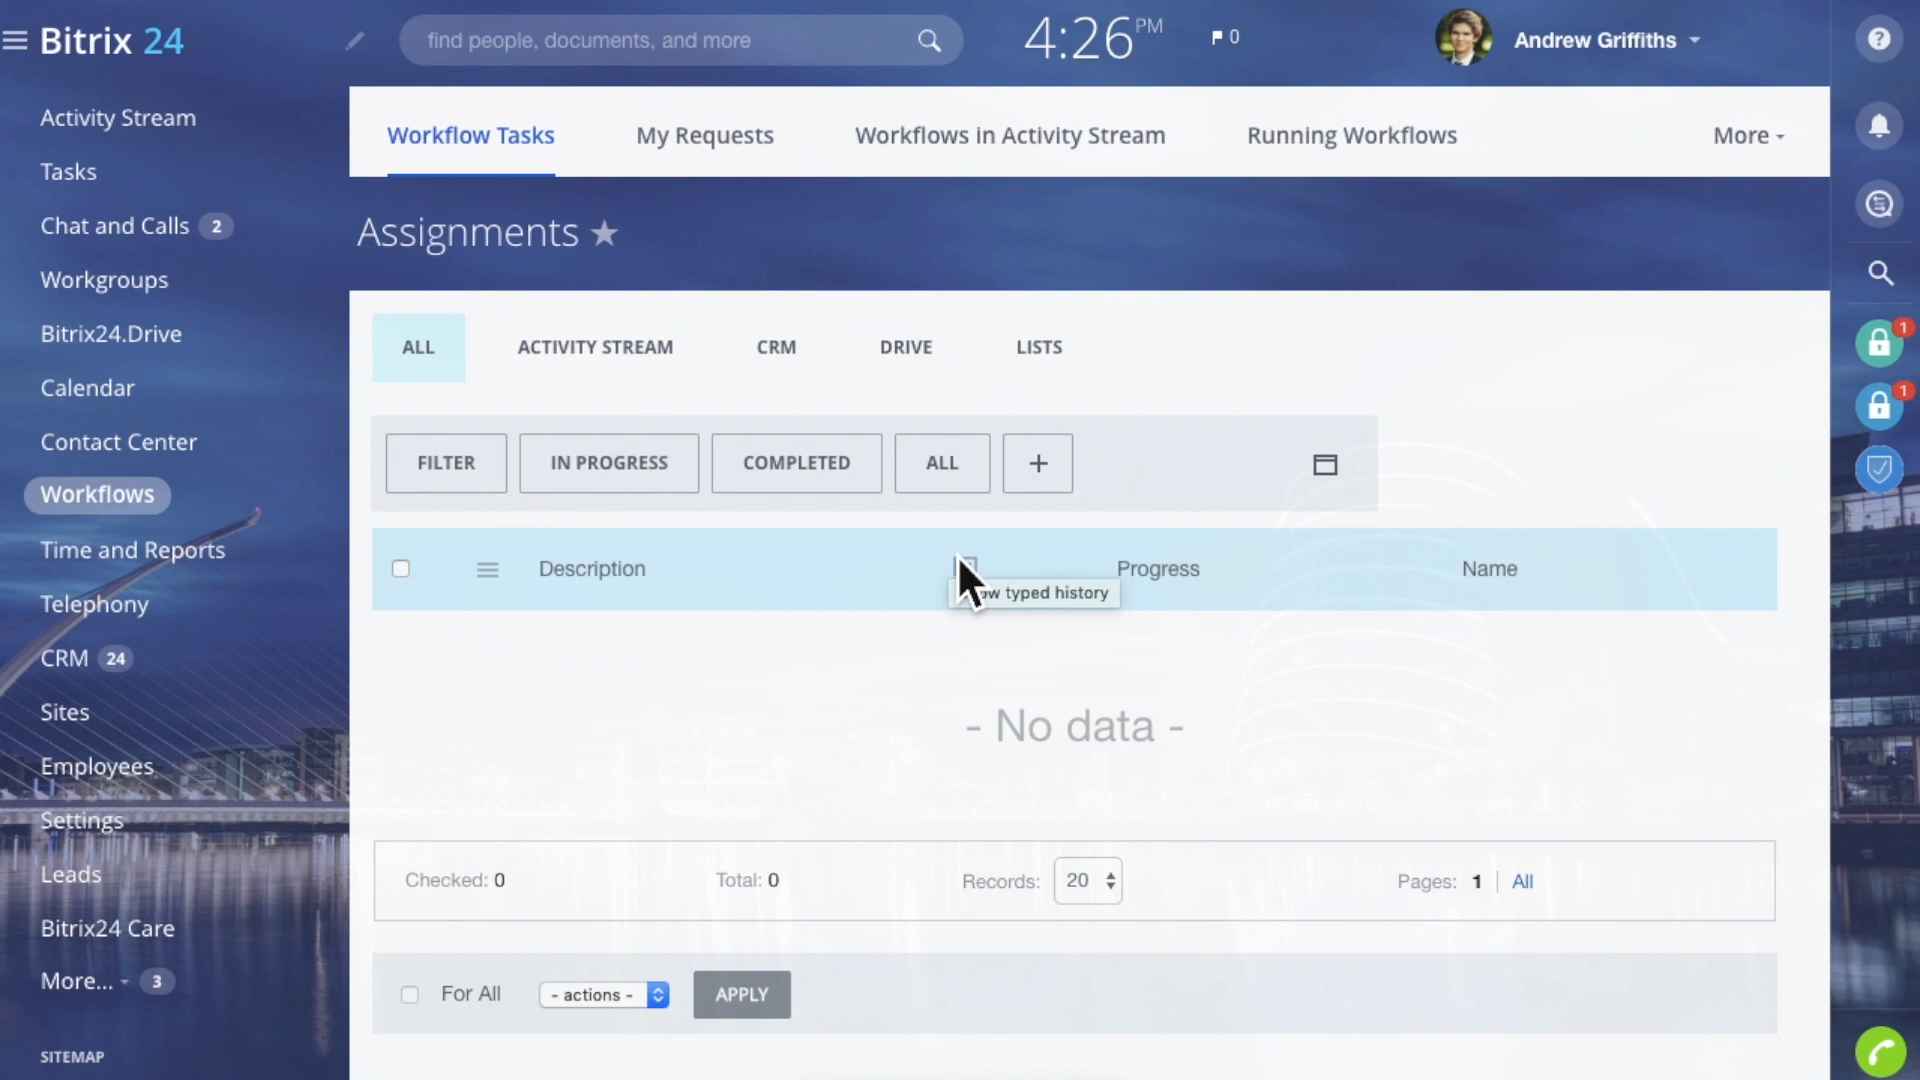 Bitrix 24
find people, documents, and more
4:26 PM
0
Andrew Griffiths
?
Activity Stream
Tasks
Chat and Calls 2
Workgroups
Bitrix24.Drive
Calendar
Contact Center
Workflows
Time and Reports
Telephony
CRM 24
Sites
Employees
Settings
Leads
Bitrix24 Care
More... 3
SITEMAP
Workflow Tasks My Requests Workflows in Activity Stream Running Workflows More
Assignments
ALL ACTIVITY STREAM CRM DRIVE LISTS
FILTER IN PROGRESS COMPLETED ALL +
Description Progress Name
typed history
- No data -
Checked: 0 Total: 0 Records: 20 Pages: 1 All
For All - actions - APPLY
1
1